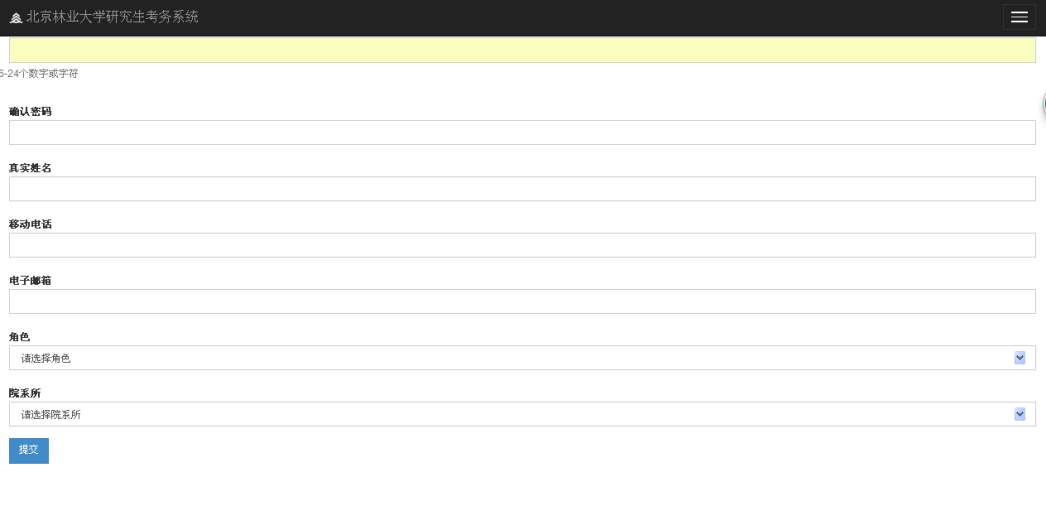 北京林业大学研究生考务系统
6-24个数字或字符
确认密码
真实姓名
移动电话
电子邮箱
角色
请选择角色
院系所
请选择院系所
提交